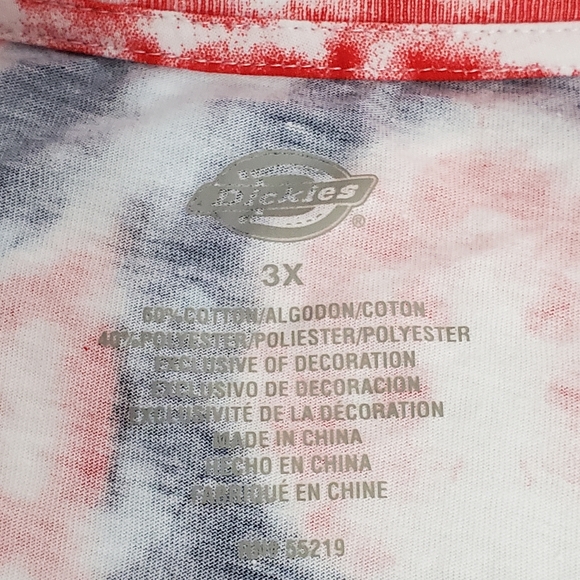 Dickies
®
3X
60% COTTON/ALGODON/COTON
40% POLYESTER/POLIESTER/POLYESTER
EXCLUSIVE OF DECORATION
EXCLUSIVO DE DECORACION
EXCLUSIVITÉ DE LA DÉCORATION
MADE IN CHINA
HECHO EN CHINA
FABRIQUÉ EN CHINE
55219